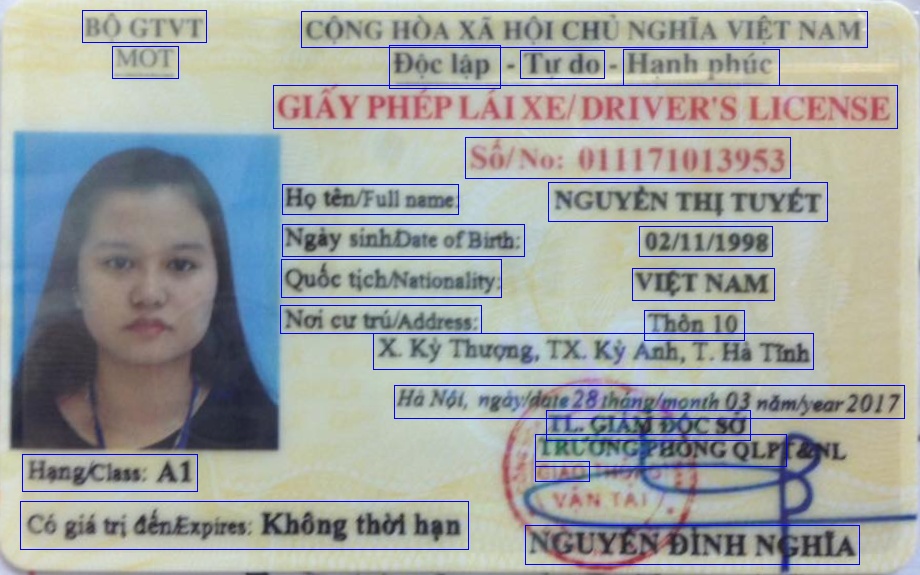 BỘ GTVT
MOT
CỘNG HÒA XÃ HỘI CHỦ NGHĨA VIỆT NAM
Độc lập - Tự do - Hạnh phúc
GIẤY PHÉP LÁI XE/ DRIVER'S LICENSE
Số/No: 011171013953
Họ tên/Full name: NGUYỄN THỊ TUYẾT
Ngày sinh/Date of Birth: 02/11/1998
Quốc tịch/Nationality: VIỆT NAM
Nơi cư trú/Address: Thôn 10
X. Kỳ Thượng, TX. Kỳ Anh, T. Hà Tĩnh
Hà Nội, ngày/date 28 tháng/month 03 năm/year 2017
TL. GIÁM ĐỐC SỞ
TRƯỞNG PHÒNG QLPT&NL
GIAO THÔNG
VẬN TẢI
Hạng/Class: A1
Có giá trị đến/Expires: Không thời hạn
NGUYỄN ĐÌNH NGHĨA